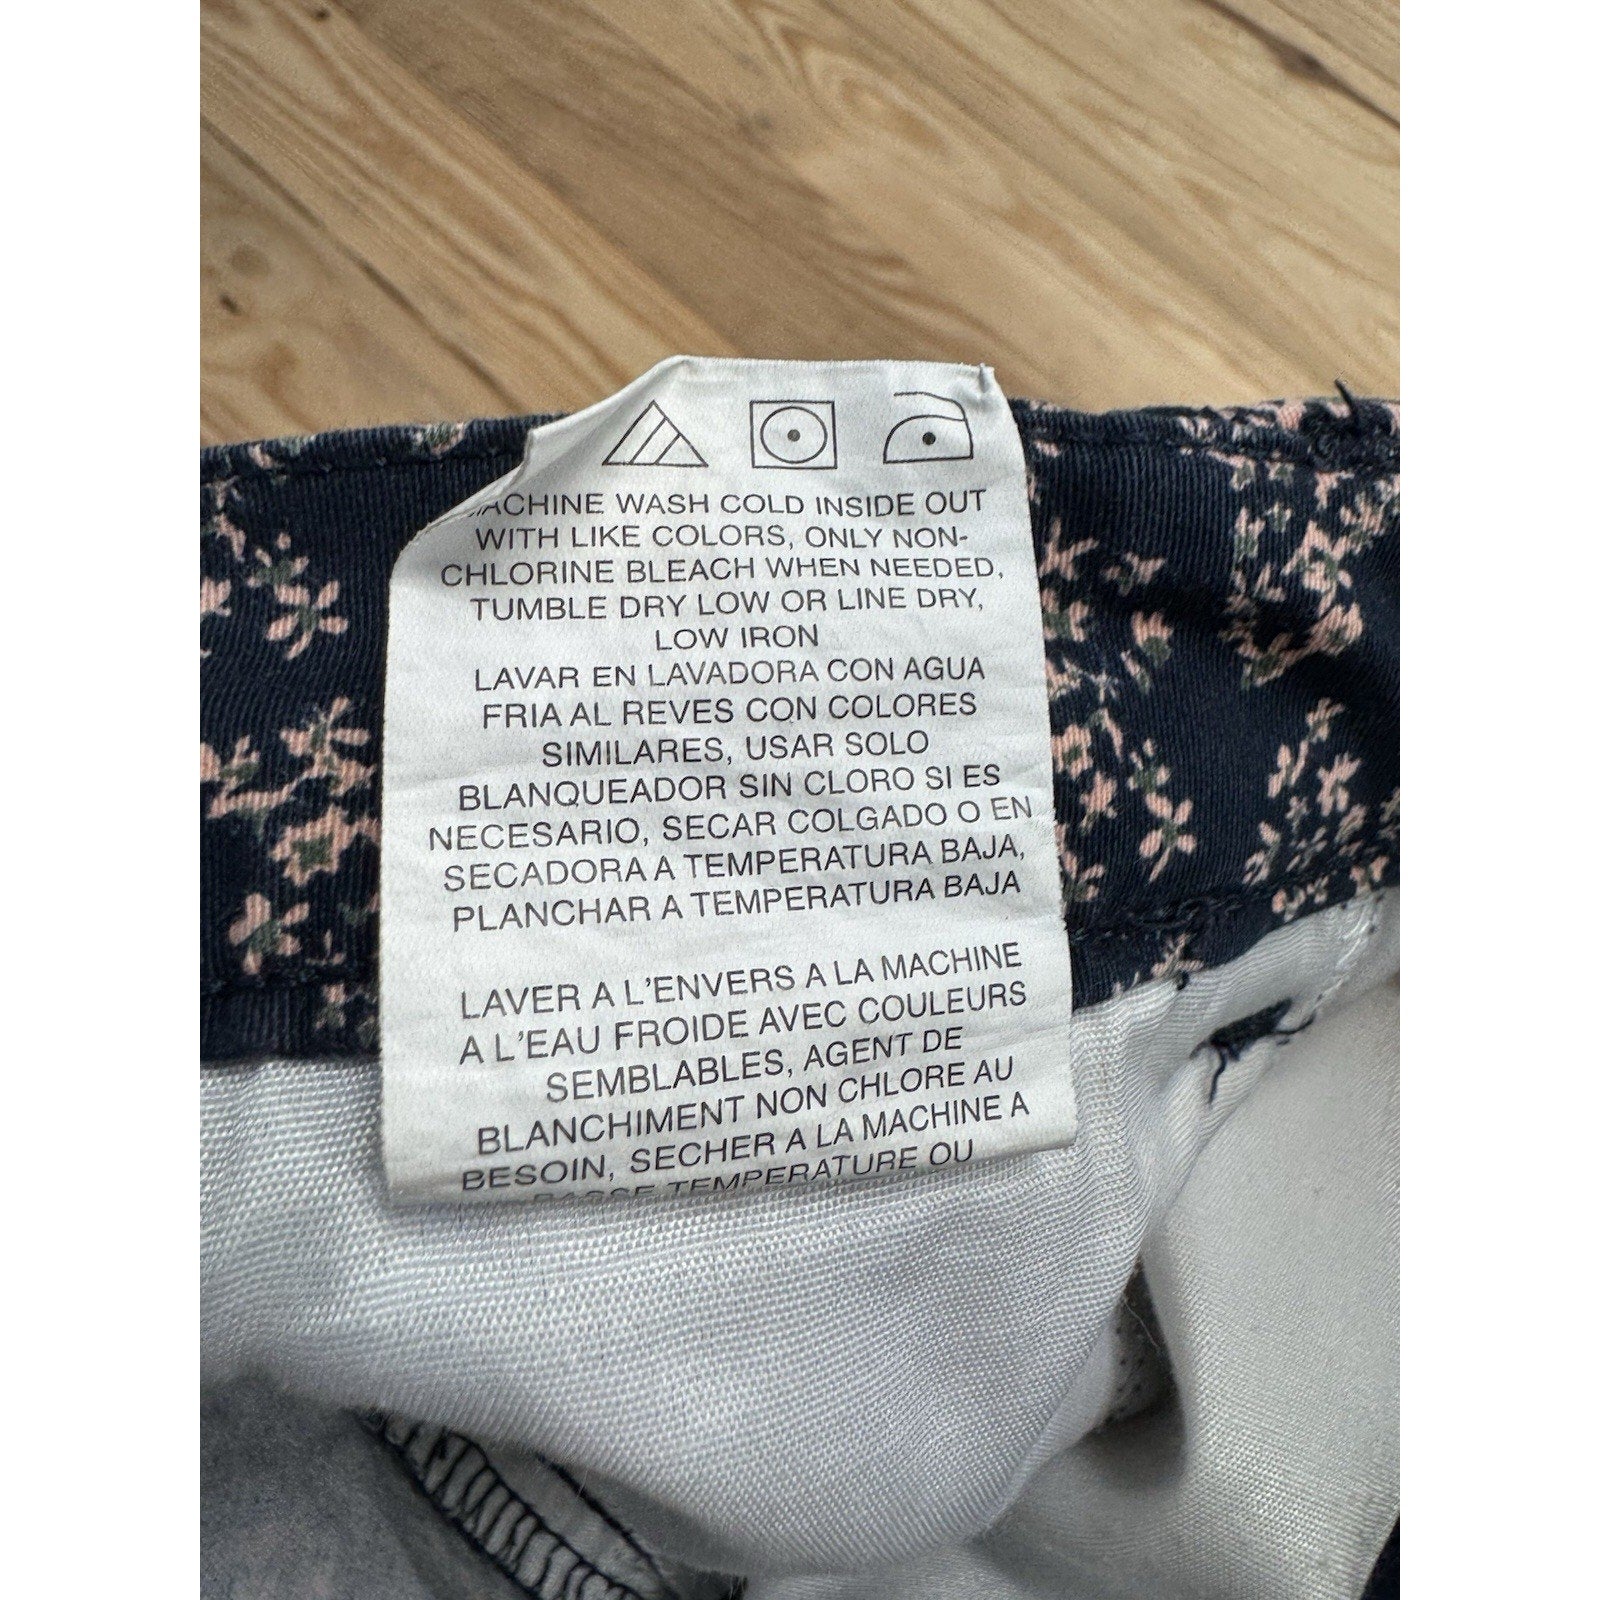 MACHINE WASH COLD INSIDE OUT
WITH LIKE COLORS, ONLY NON-
CHLORINE BLEACH WHEN NEEDED,
TUMBLE DRY LOW OR LINE DRY,
LOW IRON
LAVAR EN LAVADORA CON AGUA
FRIA AL REVES CON COLORES
SIMILARES, USAR SOLO
BLANQUEADOR SIN CLORO SI ES
NECESARIO, SECAR COLGADO O EN
SECADORA A TEMPERATURA BAJA,
PLANCHAR A TEMPERATURA BAJA
LAVER A L'ENVERS A LA MACHINE
A L'EAU FROIDE AVEC COULEURS
SEMBLABLES, AGENT DE
BLANCHIMENT NON CHLORE AU
BESOIN, SECHER A LA MACHINE A
BASSE TEMPERATURE OU